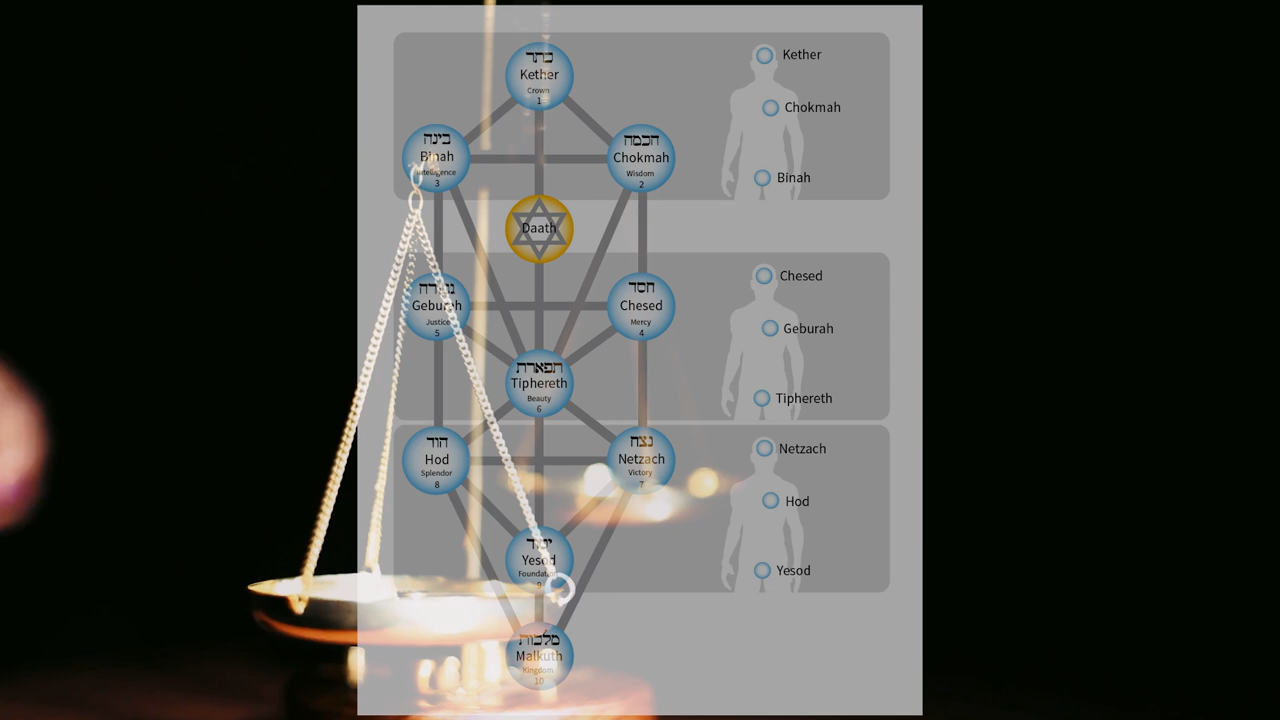 כתר
Kether
Crown
1
Kether
Chokmah
Binah
בינה
Binah
Intelligence
3
חכמה
Chokmah
Wisdom
2
Daath
Geburah
Justice
5
חסד
Chesed
Mercy
4
Chesed
Geburah
Tiphereth
תפארת
Tiphereth
Beauty
6
הוד
Hod
Splendor
8
נצח
Netzach
Victory
7
Netzach
Hod
Yesod
Yesod
Foundation
9
מלכות
Malkuth
Kingdom
10